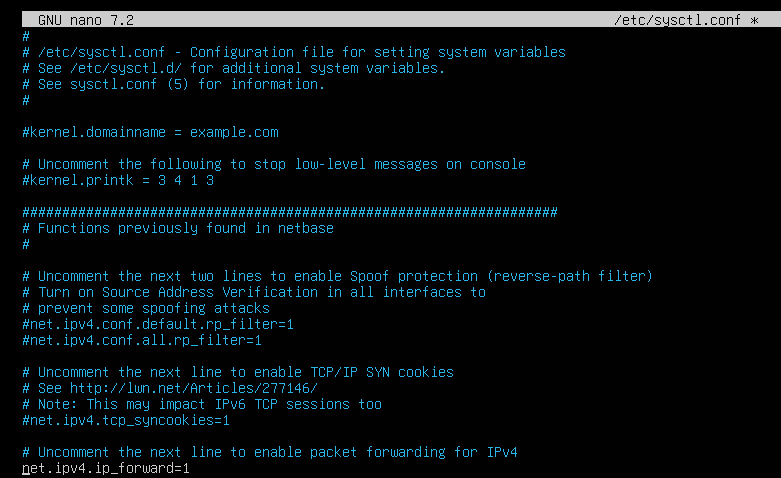 GNU nano 7.2 /etc/sysctl.conf *
#
# /etc/sysctl.conf - Configuration file for setting system variables
# See /etc/sysctl.d/ for additional system variables.
# See sysctl.conf (5) for information.
#
#kernel.domainname = example.com
# Uncomment the following to stop low-level messages on console
#kernel.printk = 3 4 1 3
###################################################################
# Functions previously found in netbase
#
# Uncomment the next two lines to enable Spoof protection (reverse-path filter)
# Turn on Source Address Verification in all interfaces to
# prevent some spoofing attacks
#net.ipv4.conf.default.rp_filter=1
#net.ipv4.conf.all.rp_filter=1
# Uncomment the next line to enable TCP/IP SYN cookies
# See http://lwn.net/Articles/277146/
# Note: This may impact IPv6 TCP sessions too
#net.ipv4.tcp_syncookies=1
# Uncomment the next line to enable packet forwarding for IPv4
net.ipv4.ip_forward=1